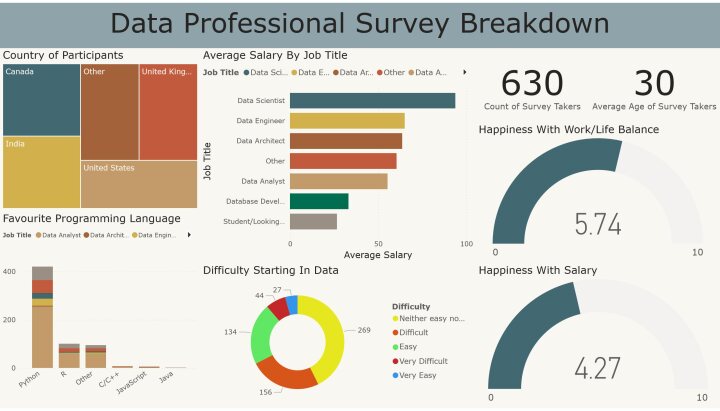 Data Professional Survey Breakdown
Country of Participants
Canada
Other
United King...
India
United States
Average Salary By Job Title
Job Title Data Sci... Data E... Data Ar... Other Data A...
Job Title
Data Scientist
Data Engineer
Data Architect
Other
Data Analyst
Database Devel...
Student/Looking...
0 50 100
Average Salary
630
Count of Survey Takers
30
Average Age of Survey Takers
Happiness With Work/Life Balance
5.74
0 10
Favourite Programming Language
Job Title Data Analyst Data Archit... Data Engin...
400
200
0
Python R Other C/C++ JavaScript Java
Difficulty Starting In Data
27
44
134
269
156
Difficulty
Neither easy no...
Difficult
Easy
Very Difficult
Very Easy
Happiness With Salary
4.27
0 10